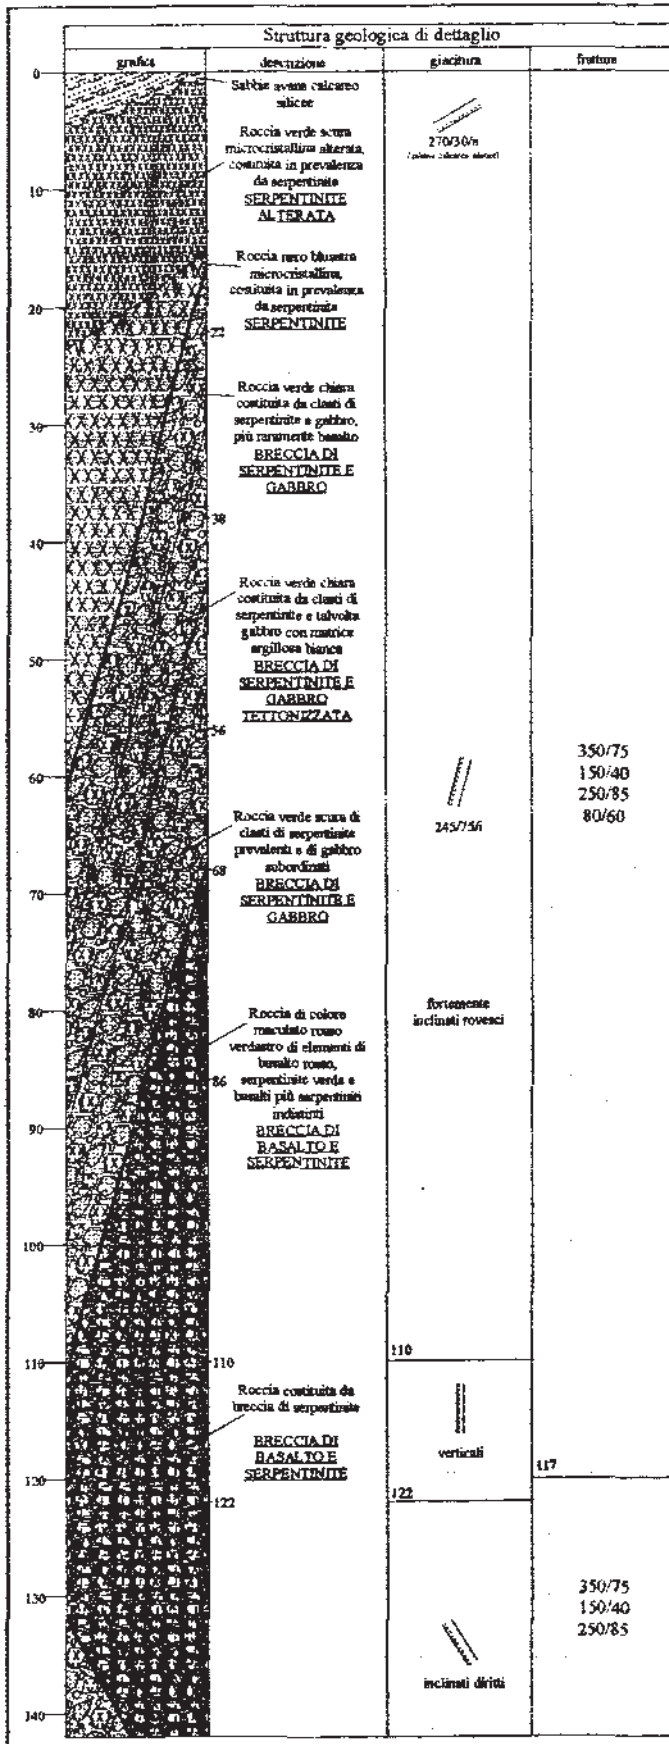 Struttura geologica di dettaglio
grafica
descrizione
giacitura
fratture
0
Sabbie avana calcareo
silicee
270/30/n
Roccia verde scura
microcristallina alterata,
costituita in prevalenza
da serpentinite
SERPENTINITE
ALTERATA
10
Roccia nero bluastra
microcristallina,
costituita in prevalenza
da serpentinite
SERPENTINITE
20
22
Roccia verde chiara
costituita da clasti di
serpentinite e gabbro,
più raramente basalto
BRECCIA DI
SERPENTINITE E
GABBRO
30
38
40
Roccia verde chiara
costituita da clasti di
serpentinite e talvolta
gabbro con matrice
argillosa bianca
BRECCIA DI
SERPENTINITE E
GABBRO
TETTONIZZATA
50
56
60
245/75/r
350/75
150/40
250/85
80/60
Roccia verde scura di
clasti di serpentinite
prevalenti e di gabbro
subordinati
BRECCIA DI
SERPENTINITE E
GABBRO
68
70
80
fortemente
inclinati rovesci
Roccia di colore
maculato rosso
verdastro di elementi di
basalto rosso,
serpentinite verde e
basalti più serpentiniti
indistinti
BRECCIA DI
BASALTO E
SERPENTINITE
86
90
100
110
110
110
Roccia costituita da
breccia di serpentinite
BRECCIA DI
BASALTO E
SERPENTINITE
verticali
117
120
122
122
130
350/75
150/40
250/85
inclinati diritti
140